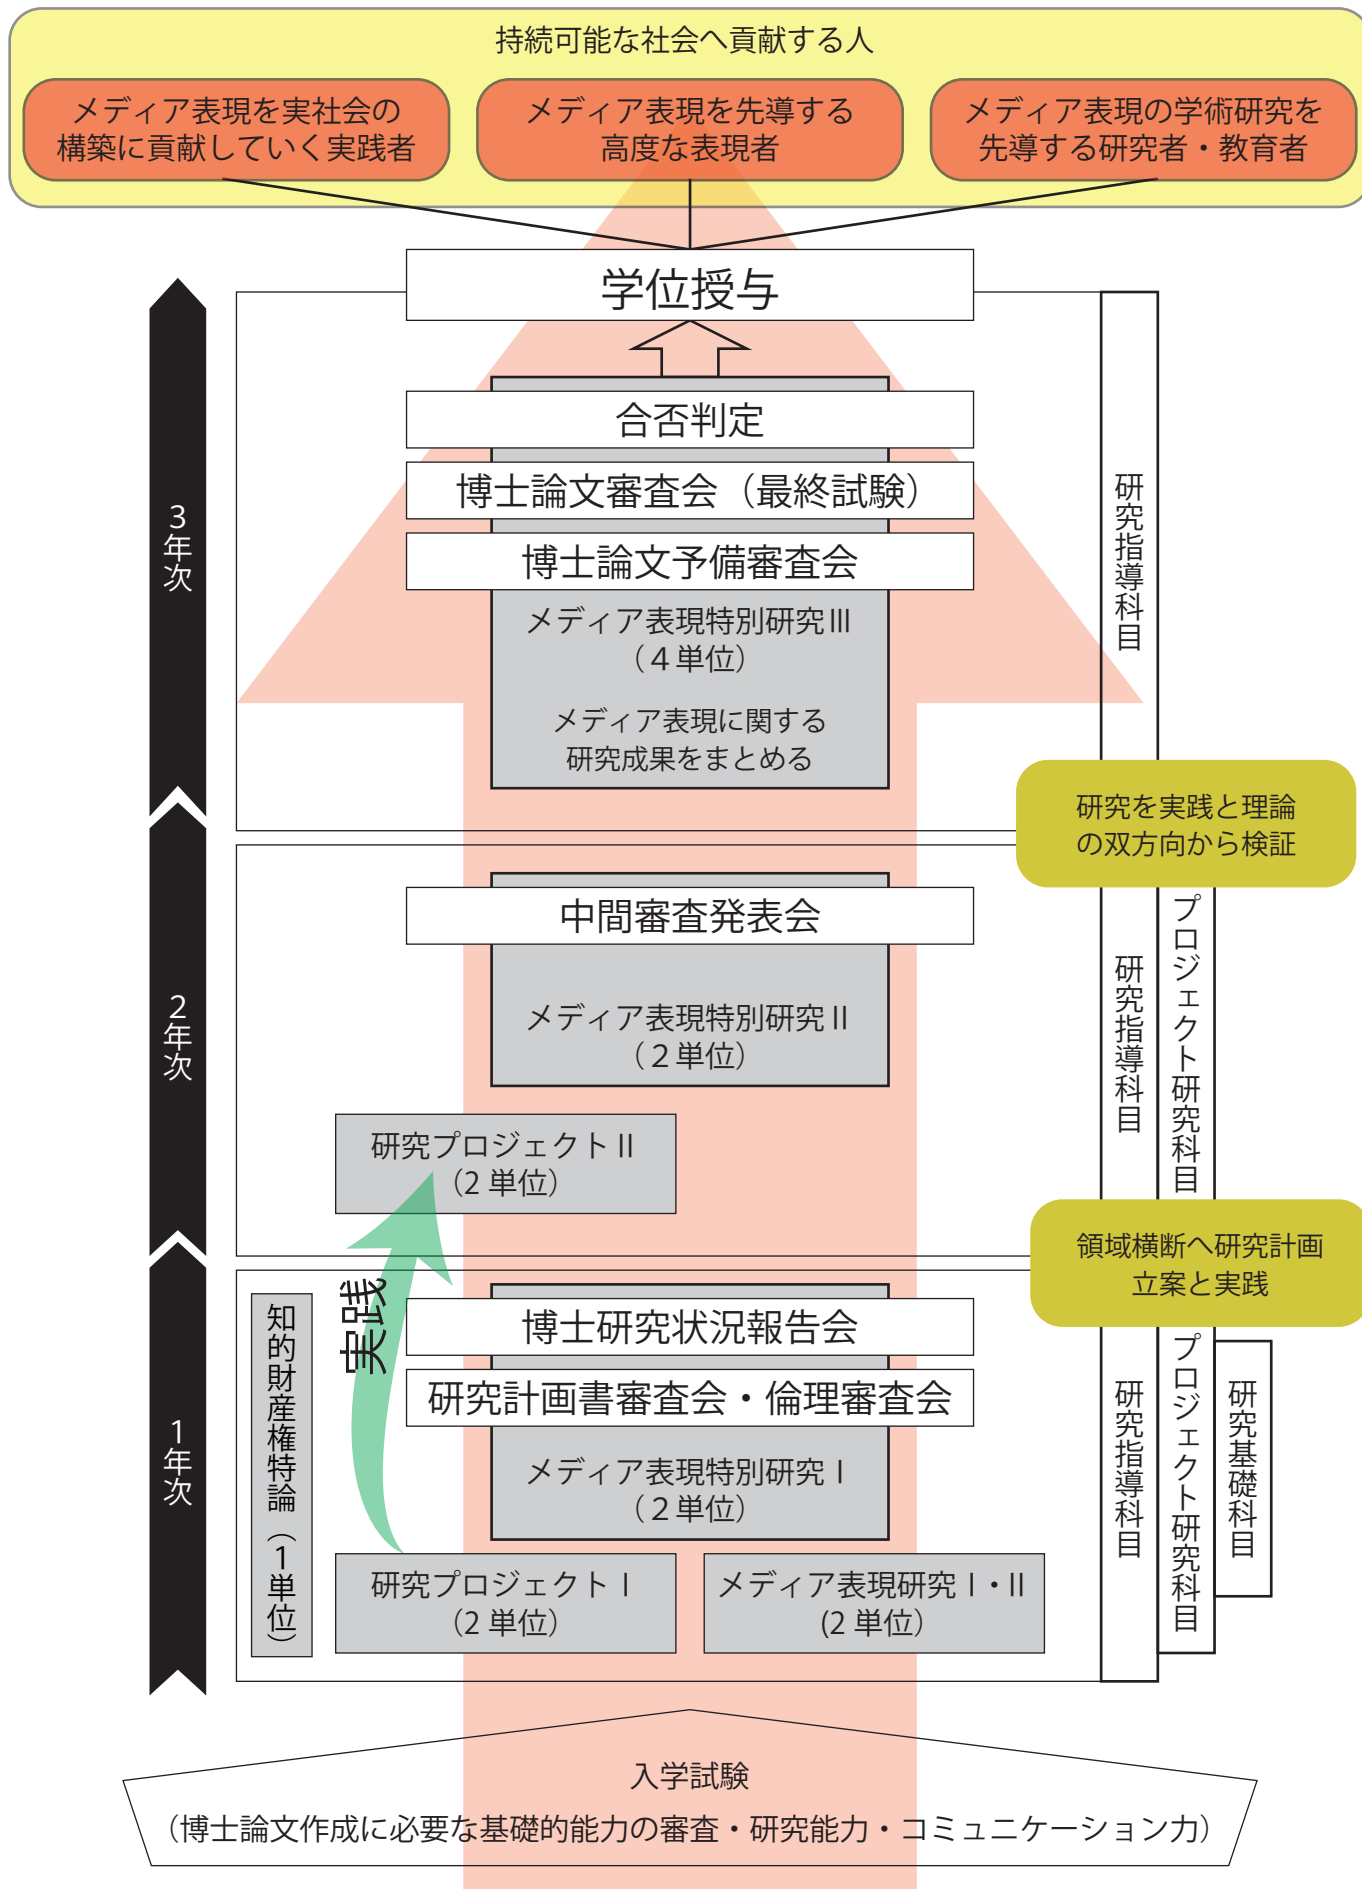 持続可能な社会へ貢献する人
メディア表現を実社会の
構築に貢献していく実践者
メディア表現を先導する
高度な表現者
メディア表現の学術研究を
先導する研究者・教育者
学位授与
合否判定
博士論文審査会（最終試験）
博士論文予備審査会
メディア表現特別研究Ⅲ
（４単位）
メディア表現に関する
研究成果をまとめる
3年次
研究指導科目
研究を実践と理論
の双方向から検証
中間審査発表会
メディア表現特別研究Ⅱ
（２単位）
研究プロジェクトⅡ
（2 単位）
2年次
研究指導科目
プロジェクト研究科目
領域横断へ研究計画
立案と実践
実践
博士研究状況報告会
研究計画書審査会・倫理審査会
メディア表現特別研究Ⅰ
（２単位）
知的財産権特論（1単位）
研究プロジェクトⅠ
（2 単位）
メディア表現研究Ⅰ・Ⅱ
(2 単位）
1年次
研究指導科目
プロジェクト研究科目
研究基礎科目
入学試験
（博士論文作成に必要な基礎的能力の審査・研究能力・コミュニケーション力）